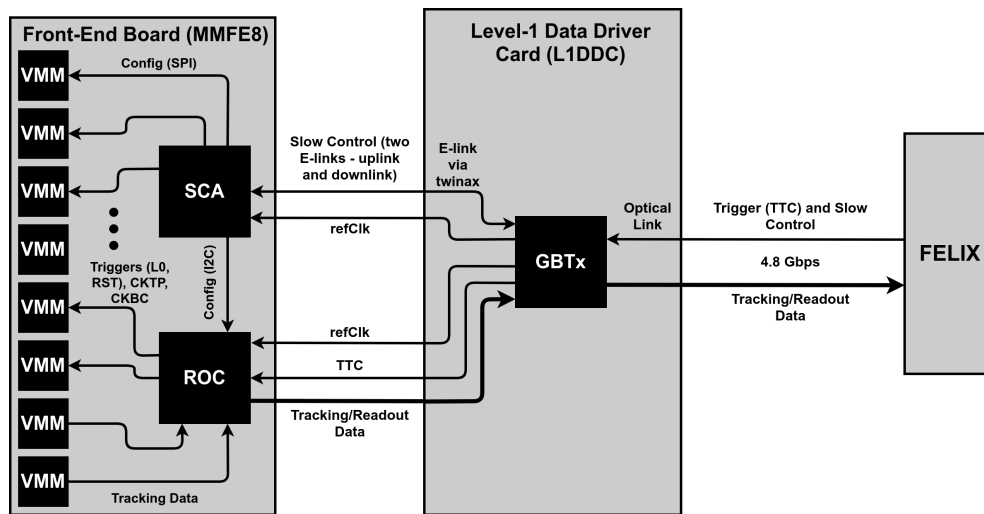 Front-End Board (MMFE8)
VMM
Config (SPI)
VMM
VMM
VMM
VMM
VMM
VMM
VMM
SCA
Triggers (L0,
RST), CKTP,
CKBC
Config (I2C)
ROC
Tracking Data
Slow Control (two
E-links - uplink
and downlink)
refClk
refClk
TTC
Tracking/Readout
Data
Level-1 Data Driver
Card (L1DDC)
E-link
via
twinax
GBTx
Optical
Link
Trigger (TTC) and Slow
Control
4.8 Gbps
Tracking/Readout
Data
FELIX